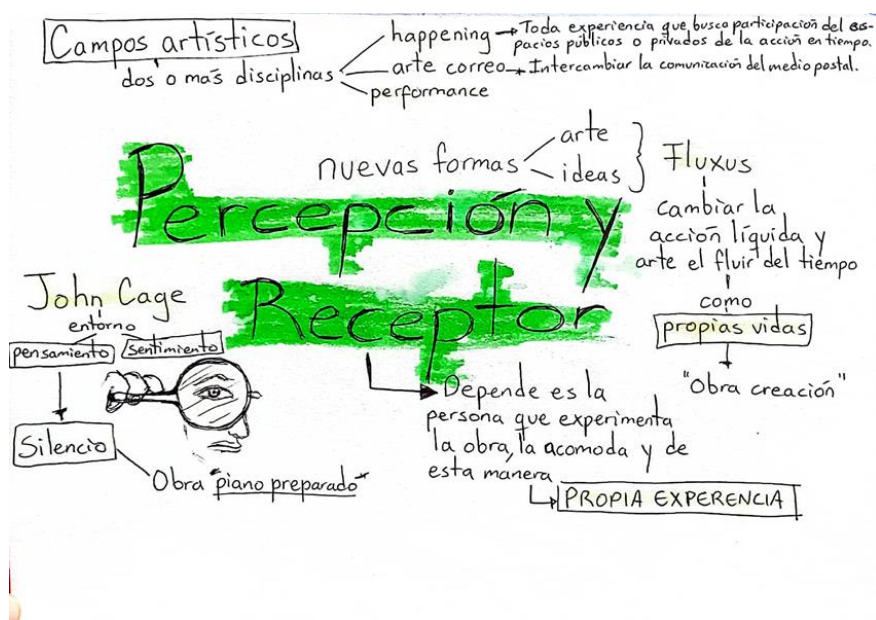 Campos artísticos
dos o más disciplinas
happening → Toda experiencia que busca participación del es-
pacios públicos o privados de la acción en tiempo.
arte correo → Intercambiar la comunicación del medio postal.
performance
nuevas formas
arte
ideas
Fluxus
cambiar la
acción líquida y
arte el fluir del tiempo
como
propias vidas
"Obra creación"
Percepción y
Receptor
Depende es la
persona que experimenta
la obra, la acomoda y de
esta manera
PROPIA EXPERENCIA
John Cage
entorno
pensamiento
sentimiento
Silencio
Obra "piano preparado"